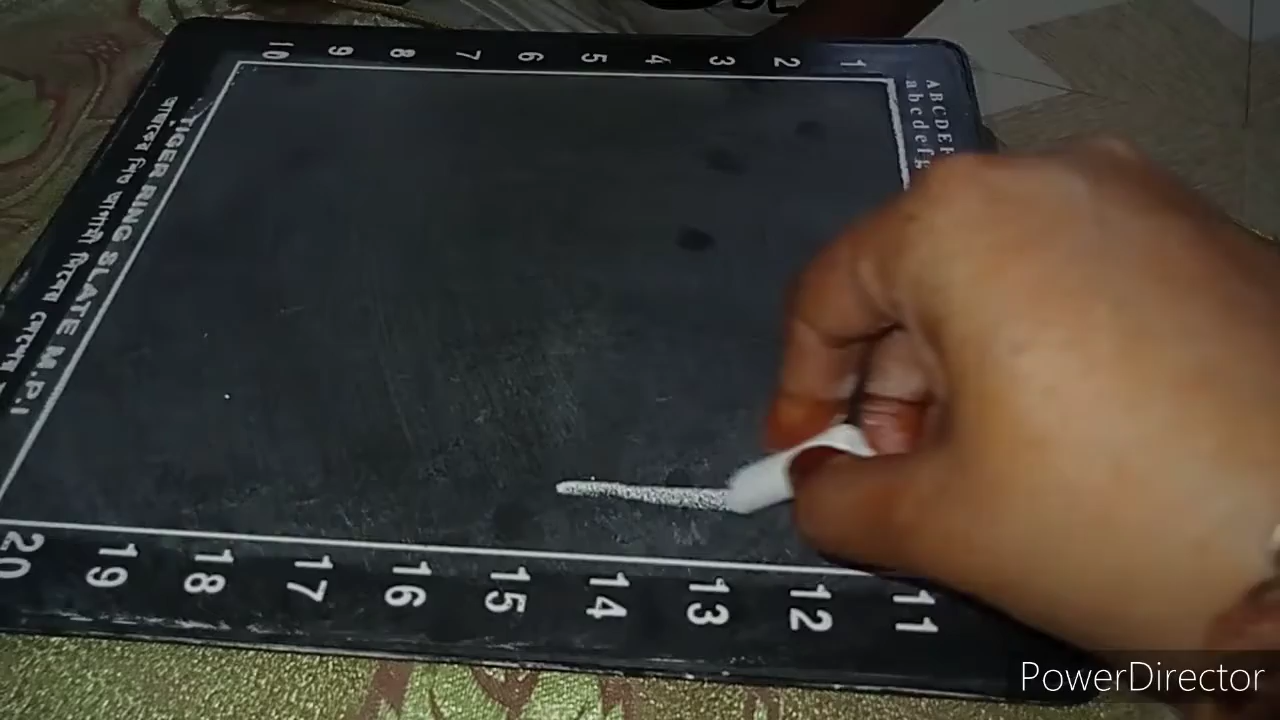 10 9 8 7 6 5 4 3 2 1
ABCDEF
abcdef
TIGER RING SLATE M.P.I
20 19 18 17 16 15 14 13 12 11
PowerDirector